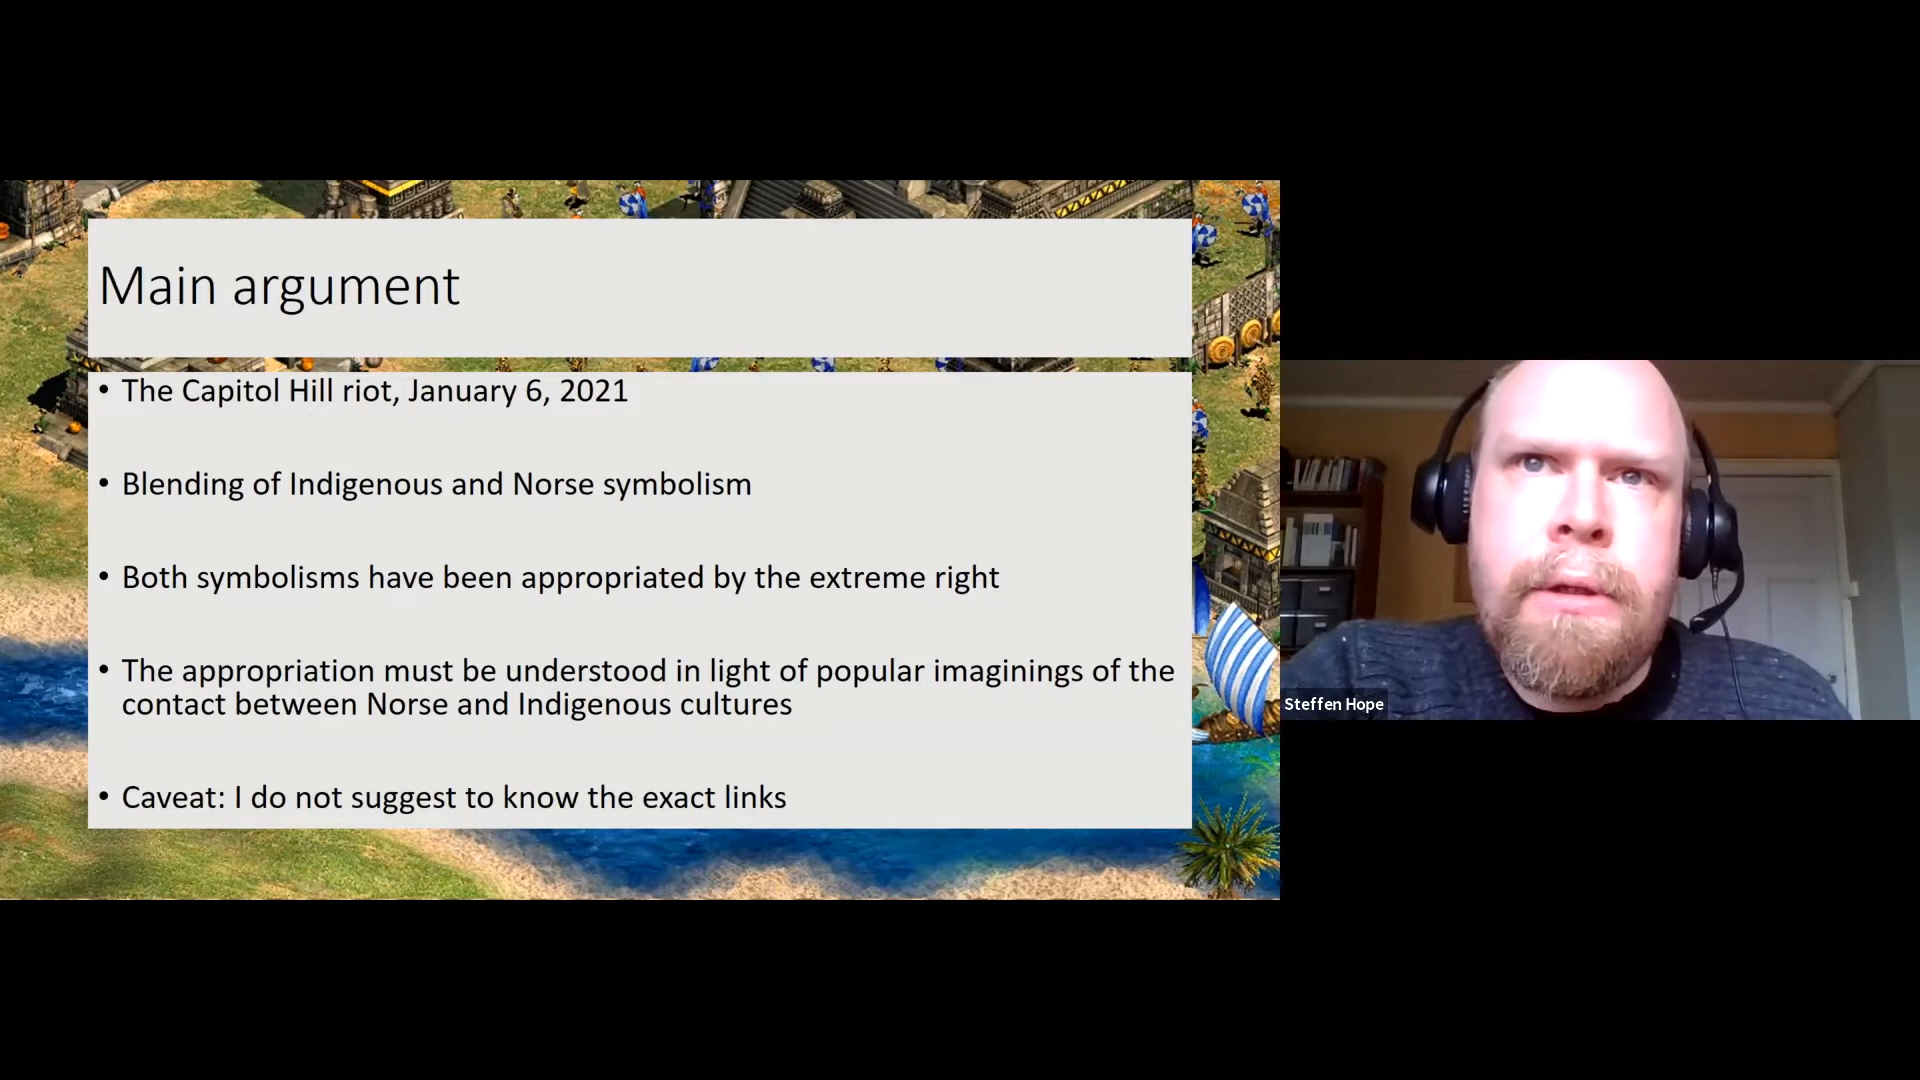 Main argument
• The Capitol Hill riot, January 6, 2021
• Blending of Indigenous and Norse symbolism
• Both symbolisms have been appropriated by the extreme right
• The appropriation must be understood in light of popular imaginings of the
contact between Norse and Indigenous cultures
• Caveat: I do not suggest to know the exact links
Steffen Hope